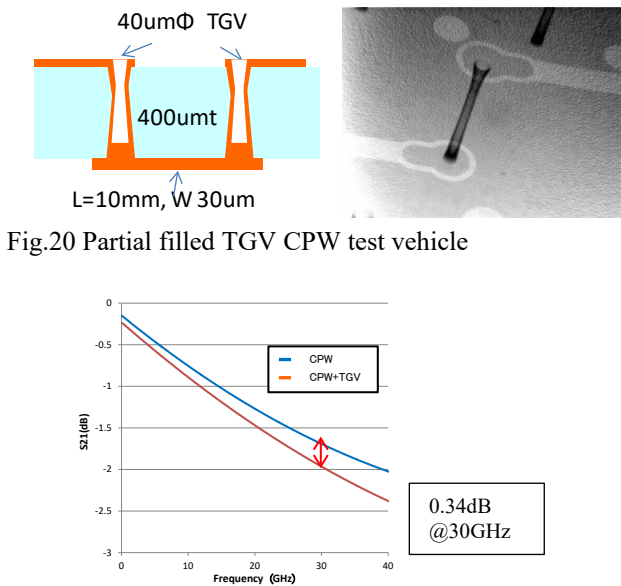 40umΦ TGV
400umt
L=10mm, W 30um
Fig.20 Partial filled TGV CPW test vehicle
0
-0.5
-1
-1.5
-2
-2.5
-3
S21(dB)
CPW
CPW+TGV
0 10 20 30 40
Frequency (GHz)
0.34dB
@30GHz